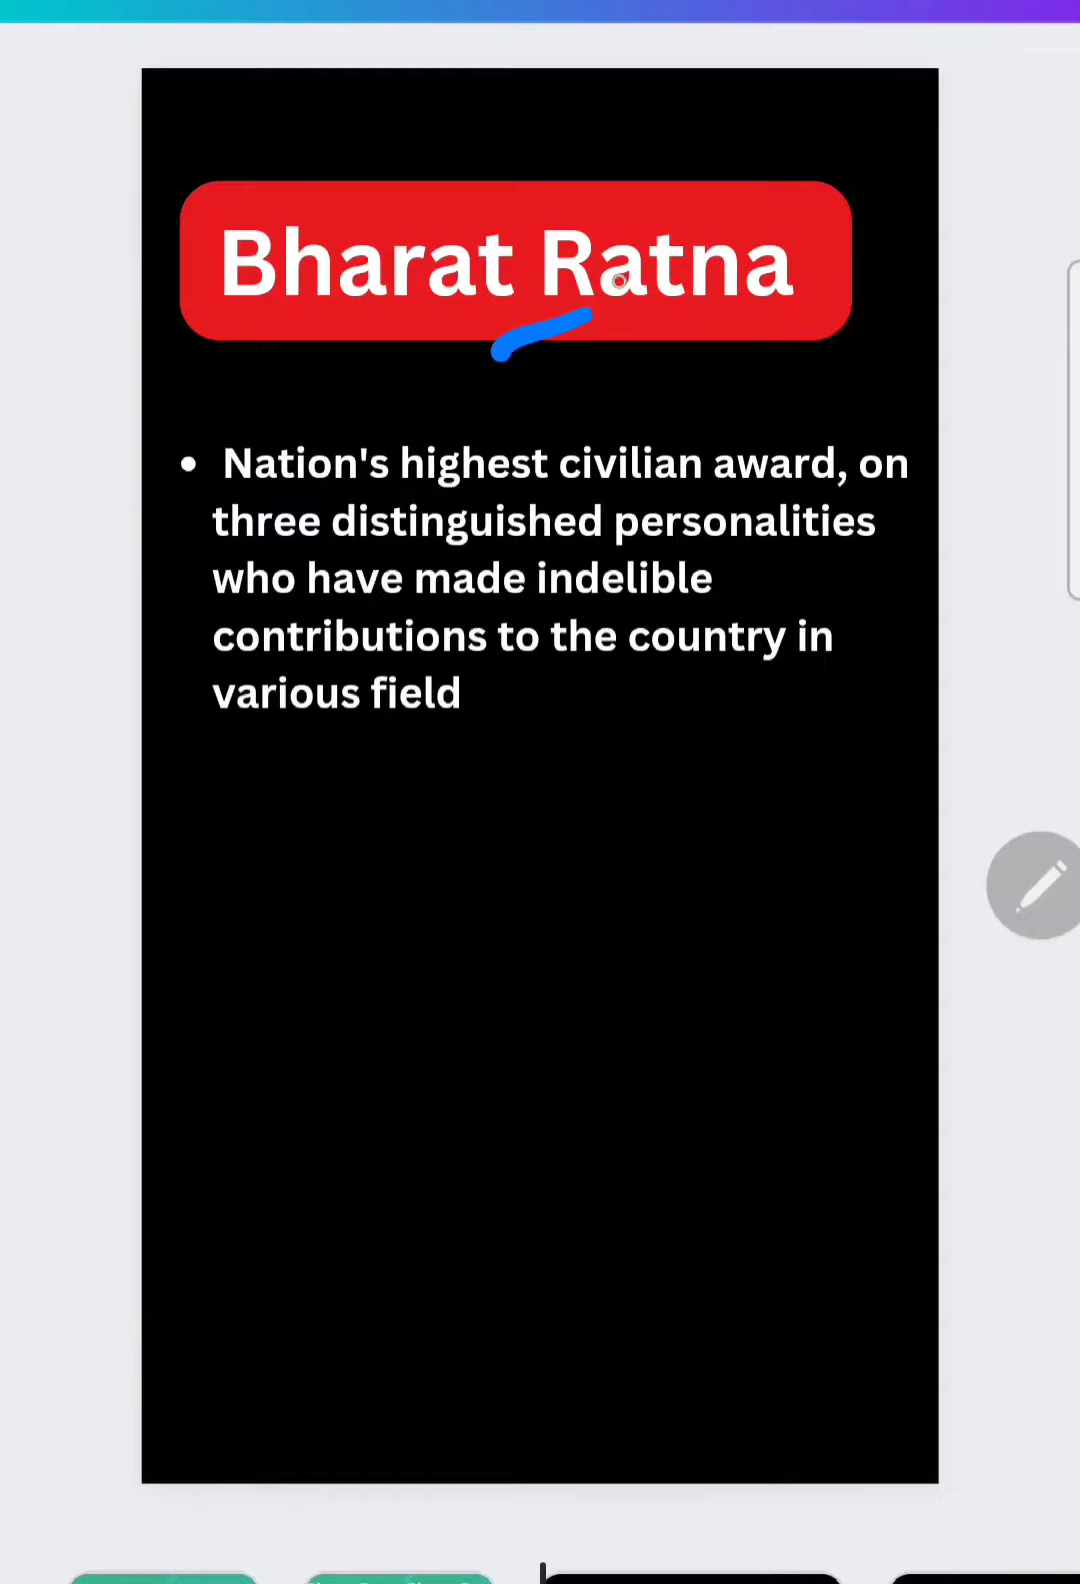 Bharat Ratna
• Nation's highest civilian award, on
three distinguished personalities
who have made indelible
contributions to the country in
various field